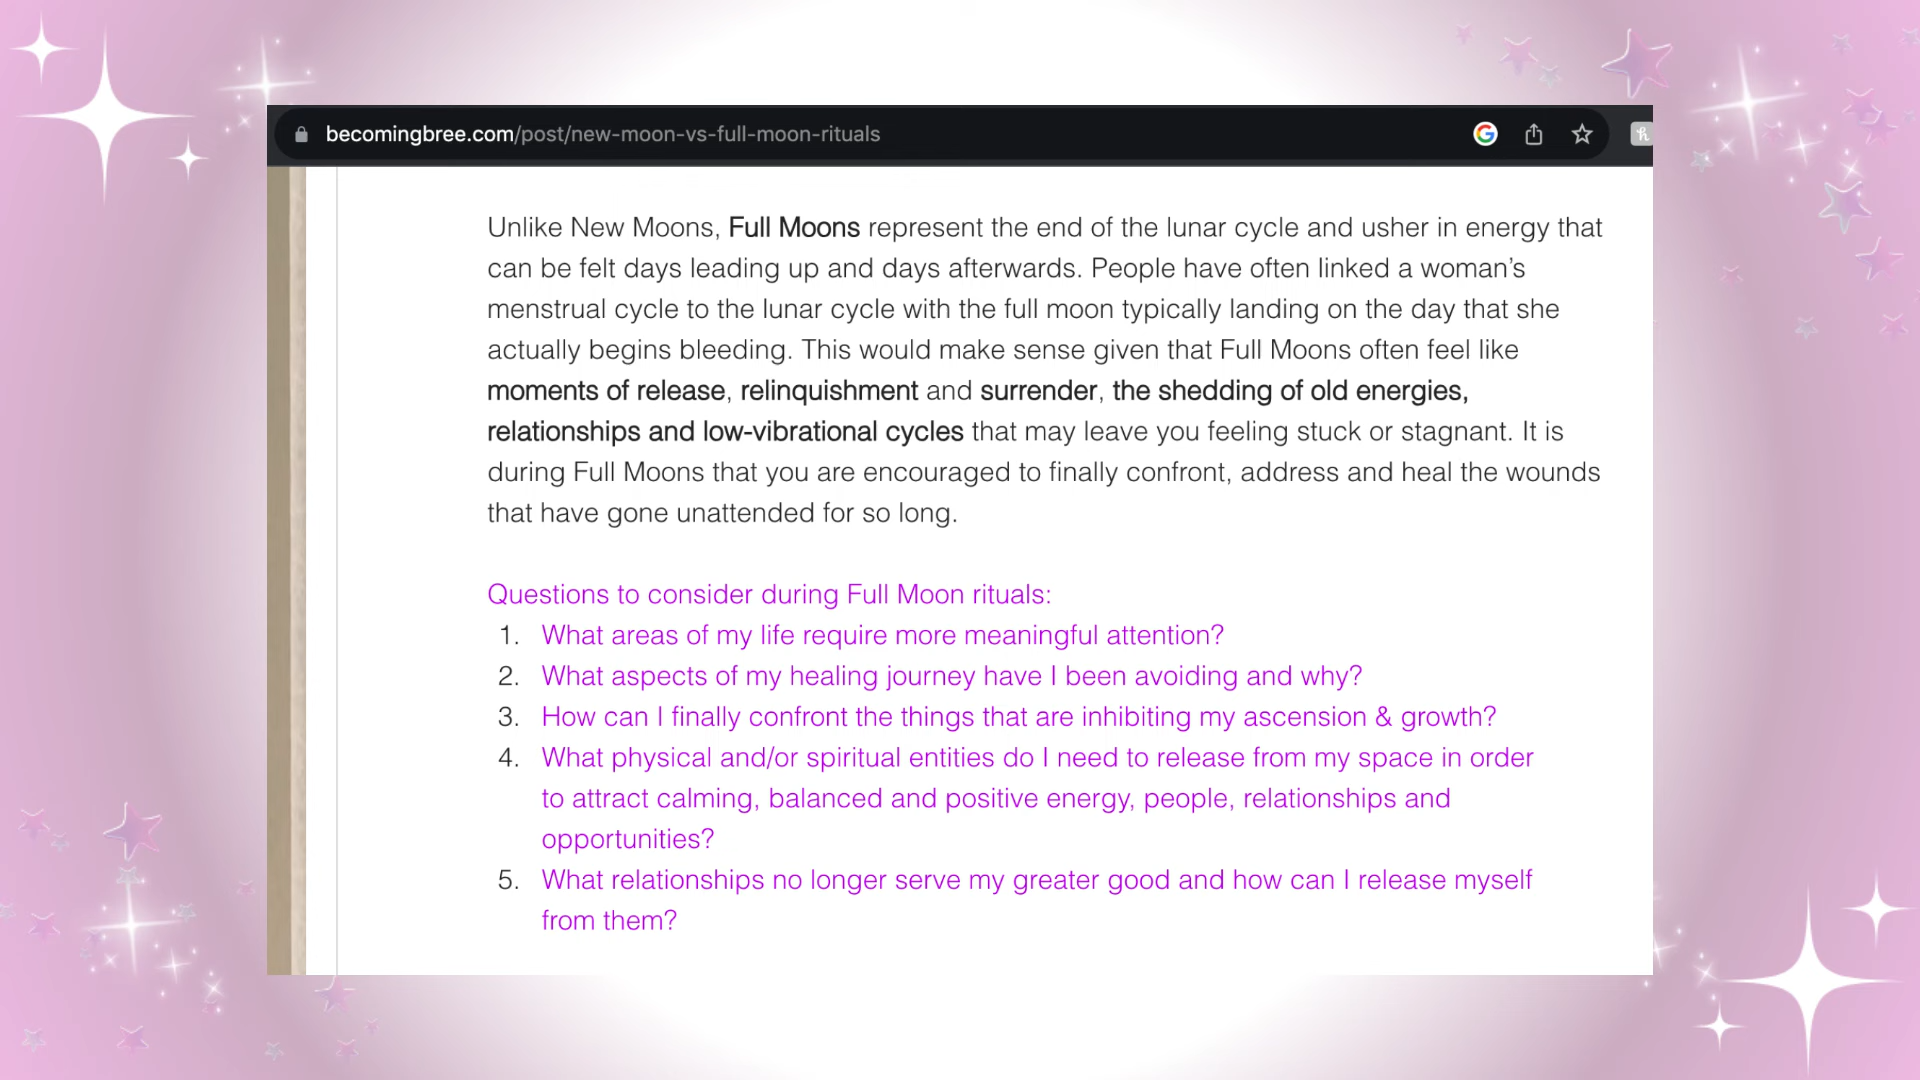 becomingbree.com/post/new-moon-vs-full-moon-rituals
Unlike New Moons, Full Moons represent the end of the lunar cycle and usher in energy that
can be felt days leading up and days afterwards. People have often linked a woman’s
menstrual cycle to the lunar cycle with the full moon typically landing on the day that she
actually begins bleeding. This would make sense given that Full Moons often feel like
moments of release, relinquishment and surrender, the shedding of old energies,
relationships and low-vibrational cycles that may leave you feeling stuck or stagnant. It is
during Full Moons that you are encouraged to finally confront, address and heal the wounds
that have gone unattended for so long.
Questions to consider during Full Moon rituals:
1. What areas of my life require more meaningful attention?
2. What aspects of my healing journey have I been avoiding and why?
3. How can I finally confront the things that are inhibiting my ascension & growth?
4. What physical and/or spiritual entities do I need to release from my space in order
to attract calming, balanced and positive energy, people, relationships and
opportunities?
5. What relationships no longer serve my greater good and how can I release myself
from them?